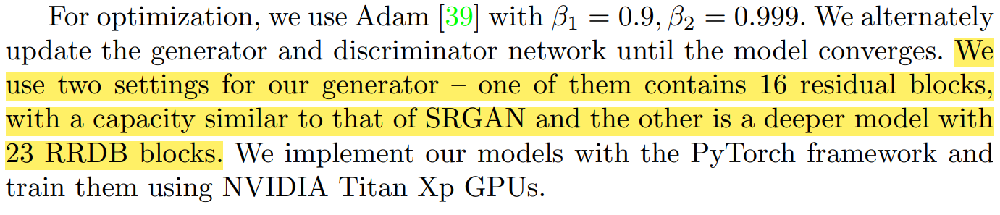 For optimization, we use Adam [39] with β₁ = 0.9, β₂ = 0.999. We alternately
update the generator and discriminator network until the model converges. We
use two settings for our generator – one of them contains 16 residual blocks,
with a capacity similar to that of SRGAN and the other is a deeper model with
23 RRDB blocks. We implement our models with the PyTorch framework and
train them using NVIDIA Titan Xp GPUs.